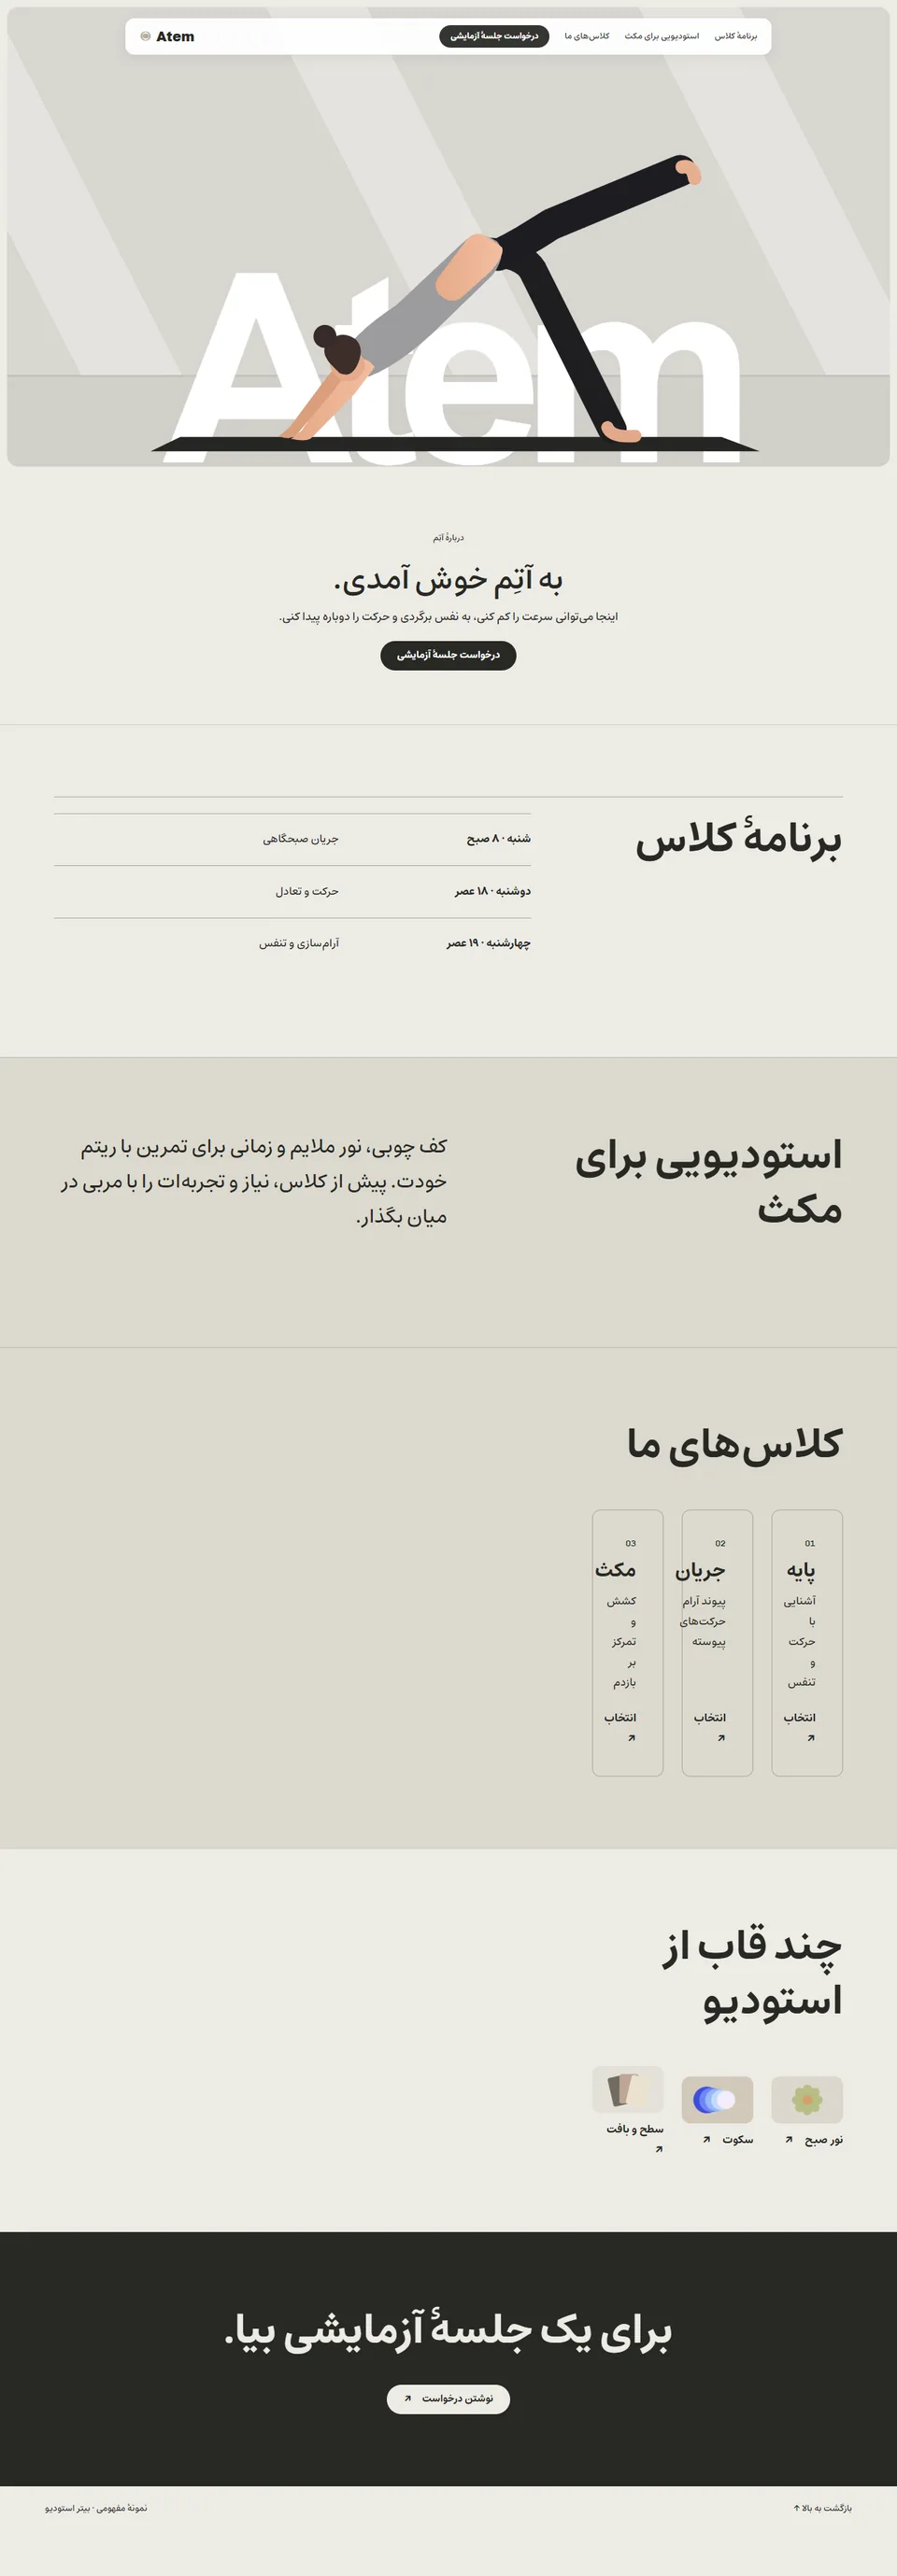 برنامهٔ کلاس
استودیویی برای مکث
کلاس‌های ما
درخواست جلسهٔ آزمایشی
Atem
Atem
دربارهٔ آتِم
به آتِم خوش آمدی.
اینجا می‌توانی سرعت را کم کنی، به نفس برگردی و حرکت را دوباره پیدا کنی.
درخواست جلسهٔ آزمایشی
برنامهٔ کلاس
شنبه · ۸ صبح
جریان صبحگاهی
دوشنبه · ۱۸ عصر
حرکت و تعادل
چهارشنبه · ۱۹ عصر
آرام‌سازی و تنفس
استودیویی برای
مکث
کف چوبی، نور ملایم و زمانی برای تمرین با ریتم
خودت. پیش از کلاس، نیاز و تجربه‌ات را با مربی در
میان بگذار.
کلاس‌های ما
01
پایه
آشنایی
با
حرکت
و
تنفس
انتخاب
↗
02
جریان
پیوند آرام
حرکت‌های
پیوسته
انتخاب
↗
03
مکث
کشش
و
تمرکز
بر
بازدم
انتخاب
↗
چند قاب از
استودیو
نور صبح ↗
سکوت ↗
سطح و بافت
↗
برای یک جلسهٔ آزمایشی بیا.
نوشتن درخواست ↗
بازگشت به بالا ↑
نمونهٔ مفهومی · بیتر استودیو